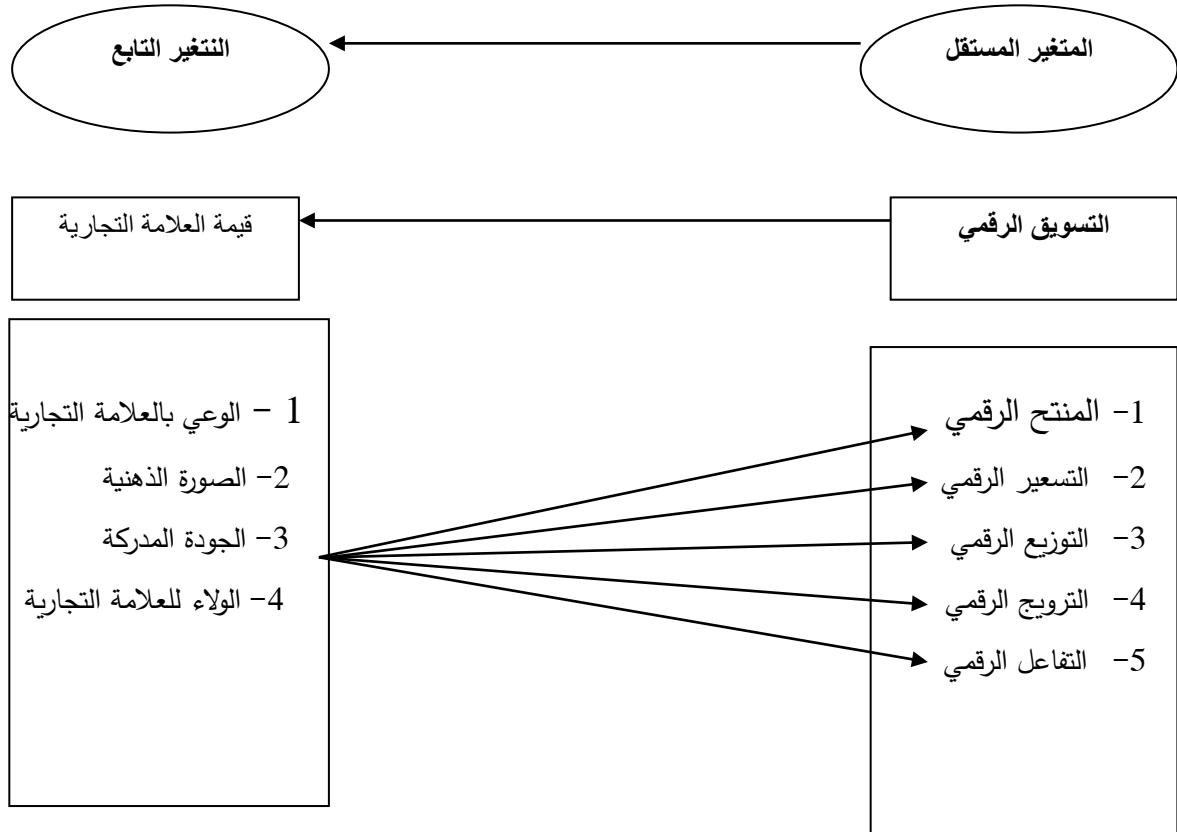 المتغير المستقل
النتغير التابع
التسويق الرقمي
قيمة العلامة التجارية
1- المنتح الرقمي
2- التسعير الرقمي
3- التوزيع الرقمي
4- الترويج الرقمي
5- التفاعل الرقمي
1 - الوعي بالعلامة التجارية
2- الصورة الذهنية
3- الجودة المدركة
4- الولاء للعلامة التجارية